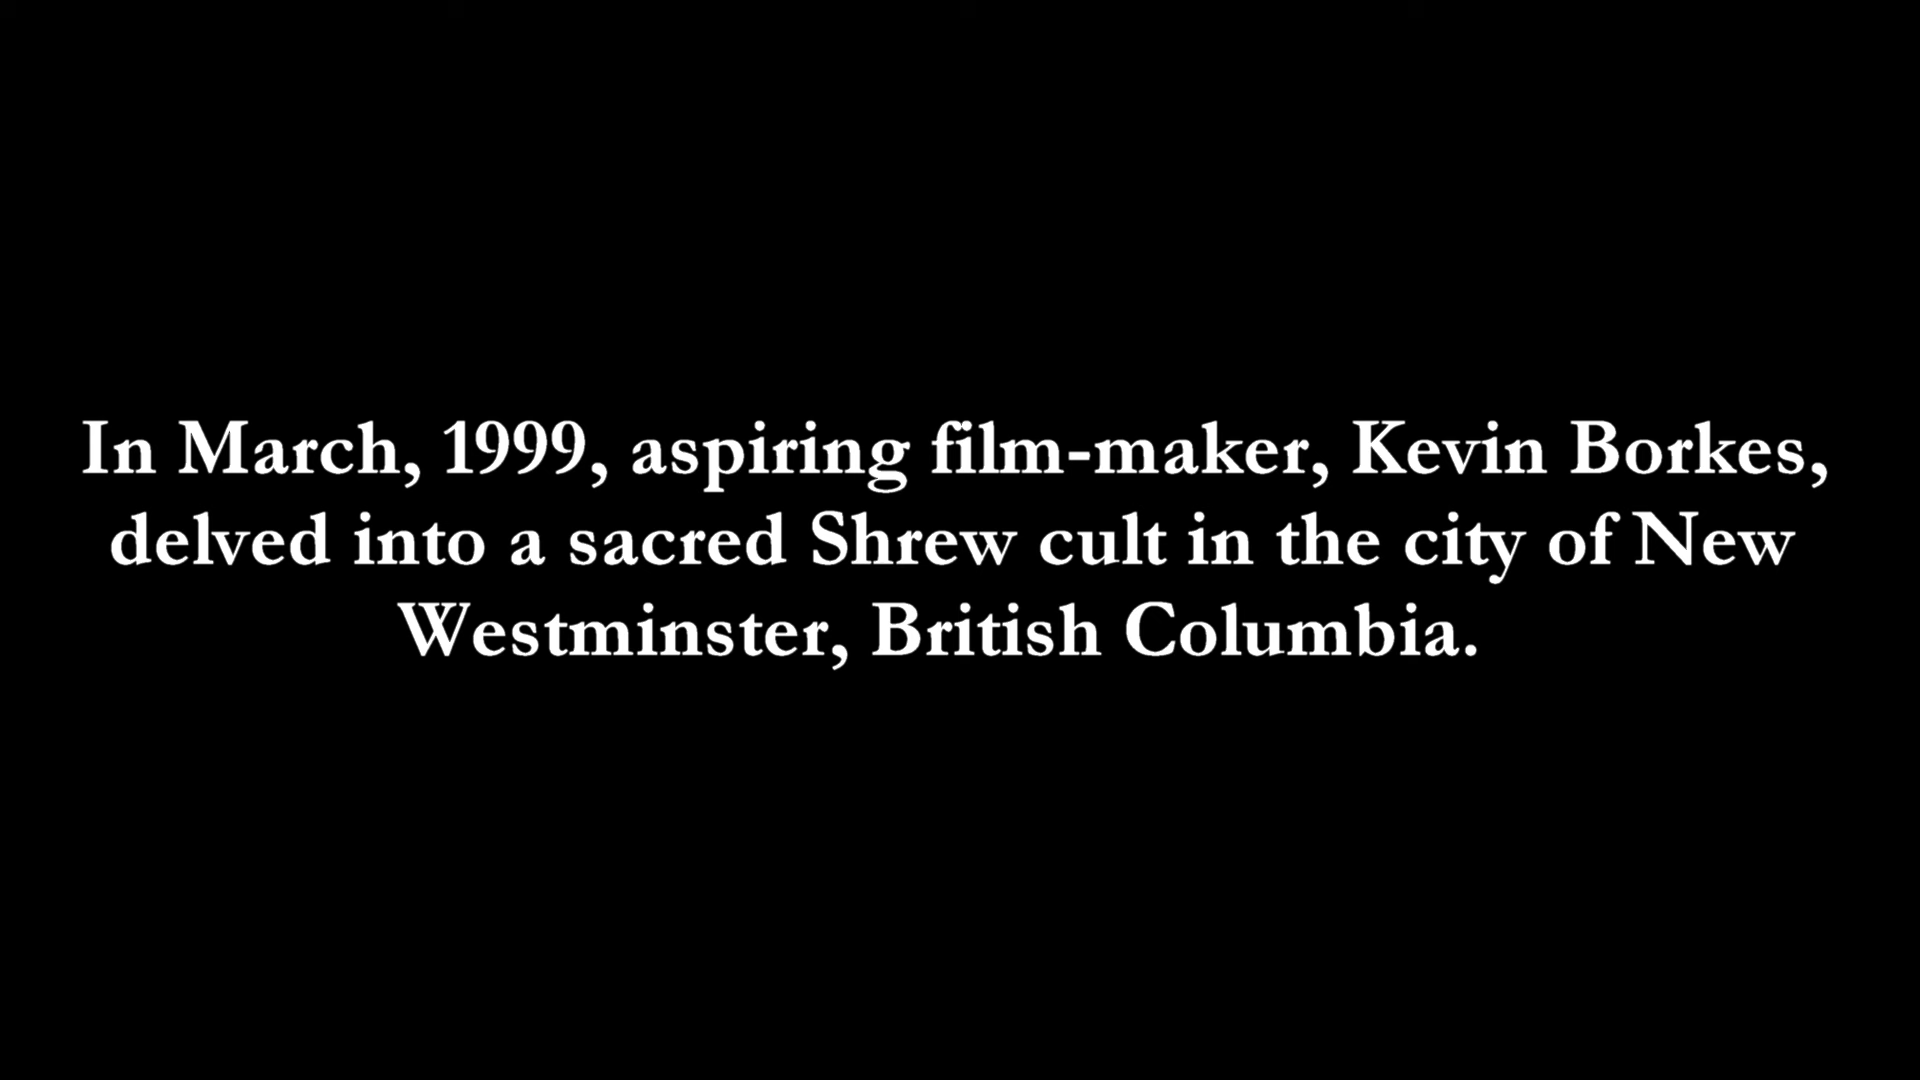 In March, 1999, aspiring film-maker, Kevin Borkes,
delved into a sacred Shrew cult in the city of New
Westminster, British Columbia.